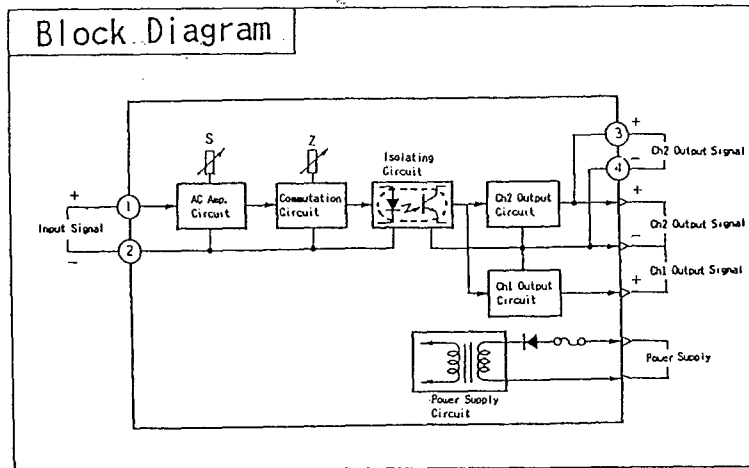 Block Diagram
S
Z
Isolating
Circuit
+
3
-
4
Ch2 Output Signal
+
1
Input Signal
-
2
AC Amp.
Circuit
Commutation
Circuit
Ch2 Output
Circuit
+
Ch2 Output Signal
-
Ch1 Output Signal
+
Ch1 Output
Circuit
Power Supply
Power Supply
Circuit